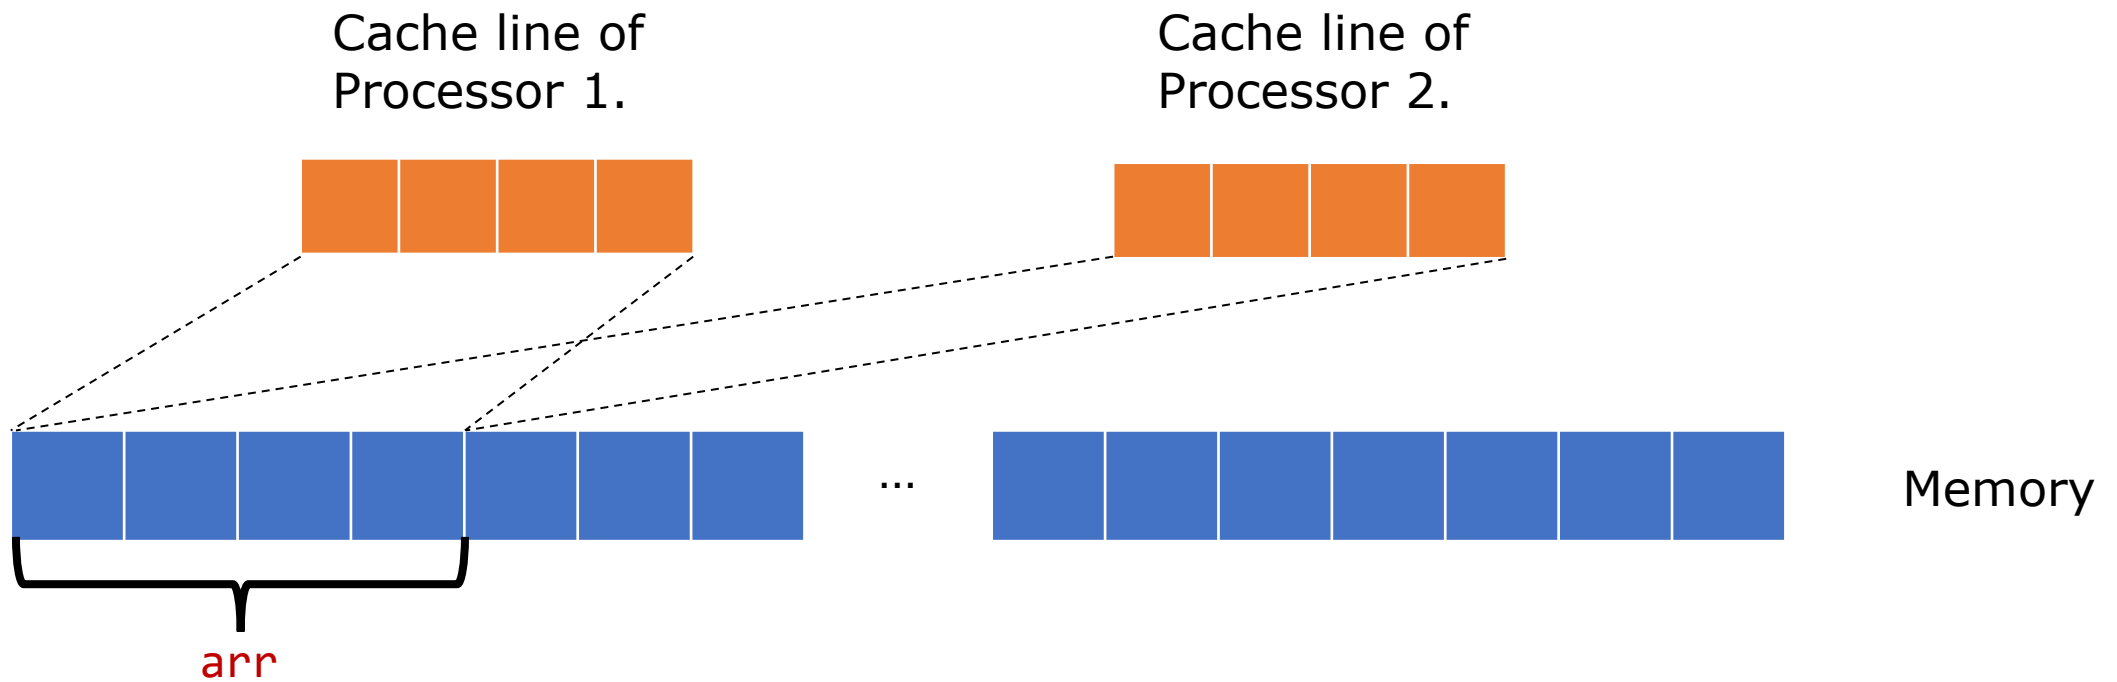 Cache line of
Processor 1.
Cache line of
Processor 2.
...
Memory
arr